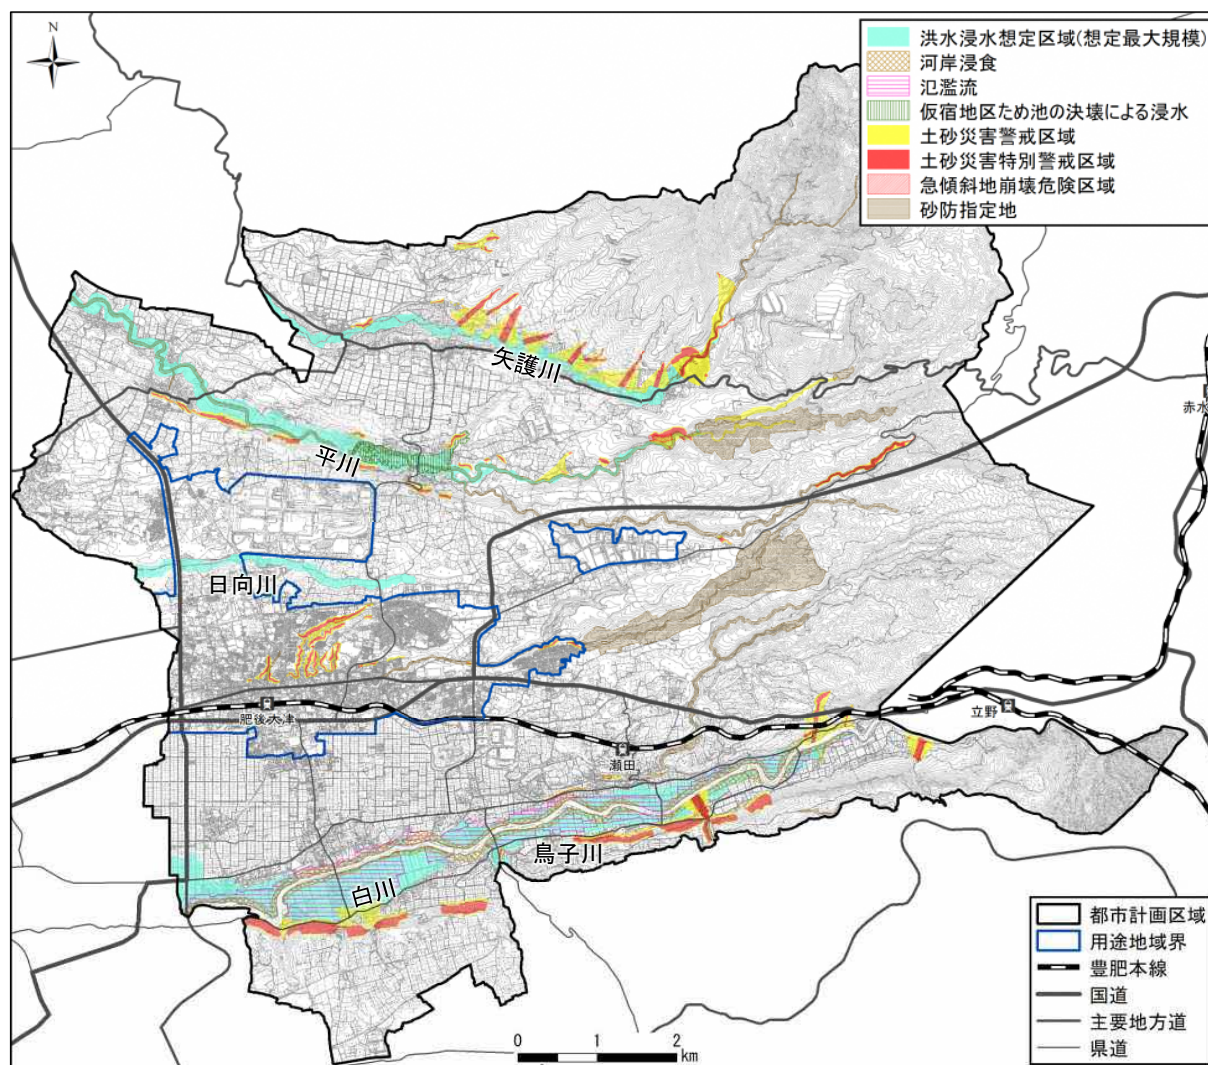 N
洪水浸水想定区域(想定最大規模)
河岸浸食
氾濫流
仮宿地区ため池の決壊による浸水
土砂災害警戒区域
土砂災害特別警戒区域
急傾斜地崩壊危険区域
砂防指定地
矢護川
赤水
平川
日向川
肥後大津
立野
瀬田
鳥子川
白川
都市計画区域
用途地域界
豊肥本線
国道
主要地方道
県道
0 1 2
km